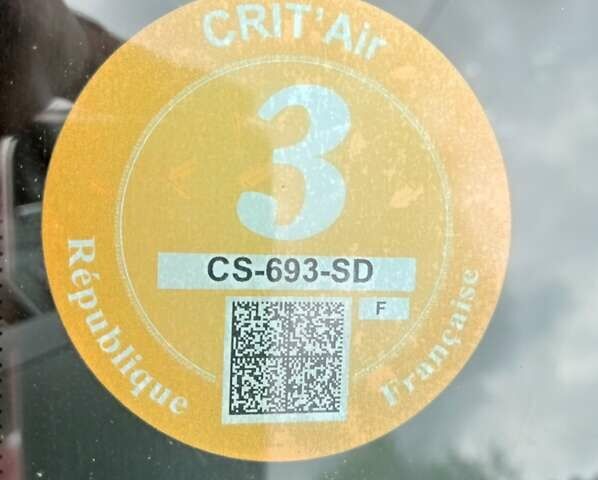 CRIT'Air
3
CS-693-SD
F
République
Française